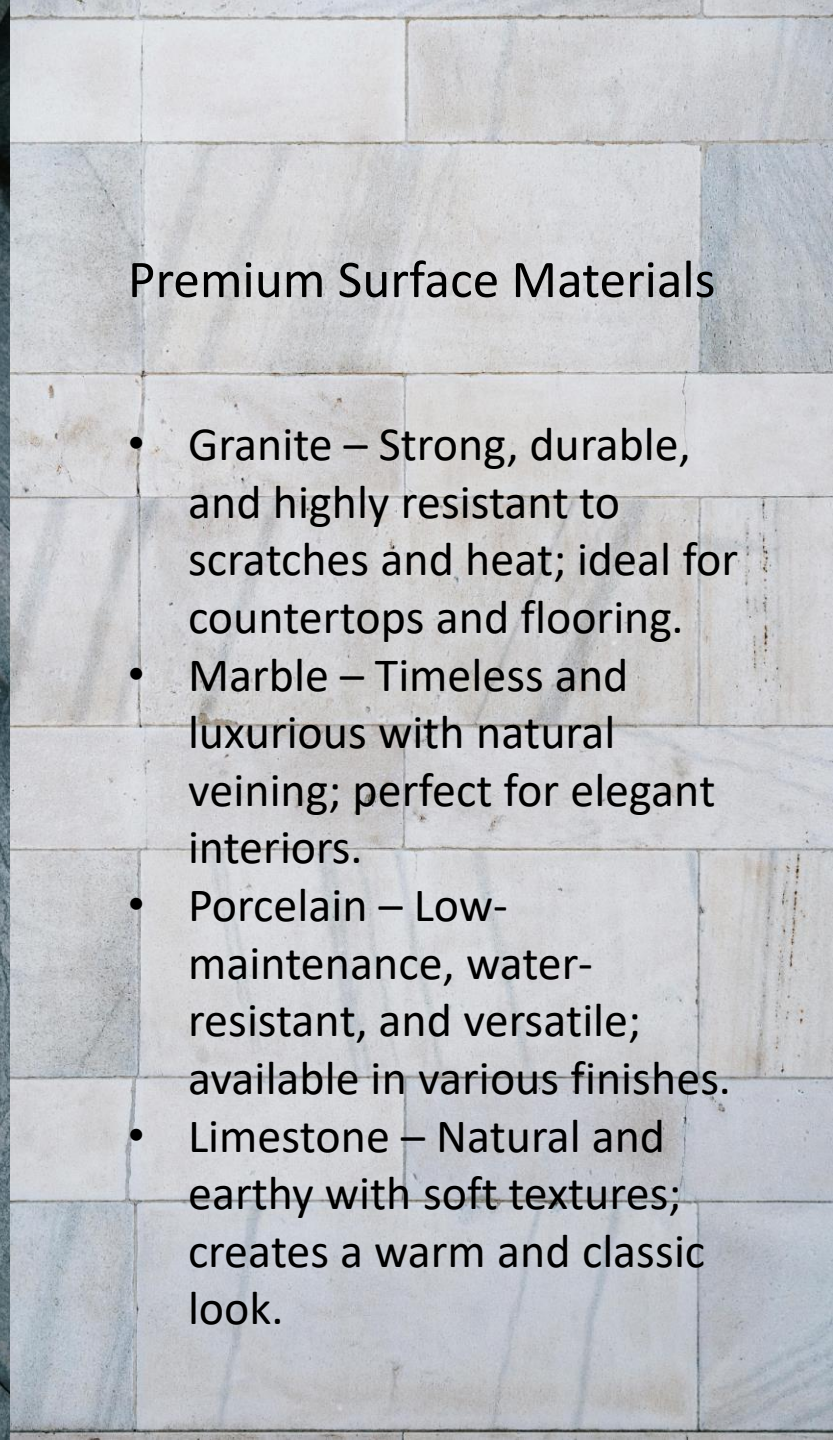 Premium Surface Materials
• Granite – Strong, durable,
and highly resistant to
scratches and heat; ideal for
countertops and flooring.
• Marble – Timeless and
luxurious with natural
veining; perfect for elegant
interiors.
• Porcelain – Low-
maintenance, water-
resistant, and versatile;
available in various finishes.
• Limestone – Natural and
earthy with soft textures;
creates a warm and classic
look.